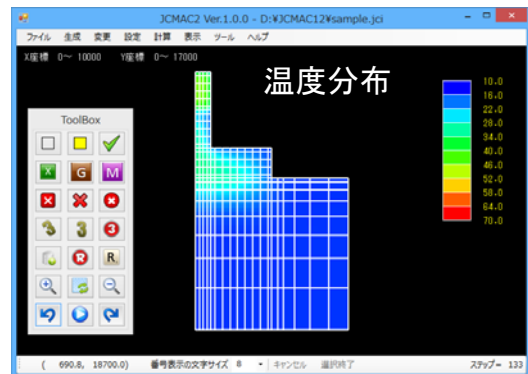 JCMAC2 Ver.1.0.0 - D:¥JCMAC12¥sample.jci
ファイル 生成 変更 設定 計算 表示 ツール ヘルプ
X座標 0～ 10000 Y座標 0～ 17000
温度分布
10.0
16.0
22.0
28.0
34.0
40.0
46.0
52.0
58.0
64.0
70.0
ToolBox
X G M
3 3 3
R R
( 690.8, 18700.0) 番号表示の文字サイズ 8 キャンセル 選択終了 ステップ= 133